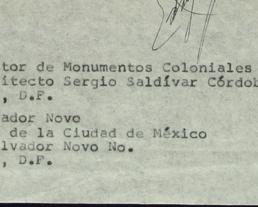 tor de Monumentos Coloniales
itecto Sergio Saldívar Córdob
, D.F.
ador Novo
de la Ciudad de México
lvador Novo No.
, D.F.